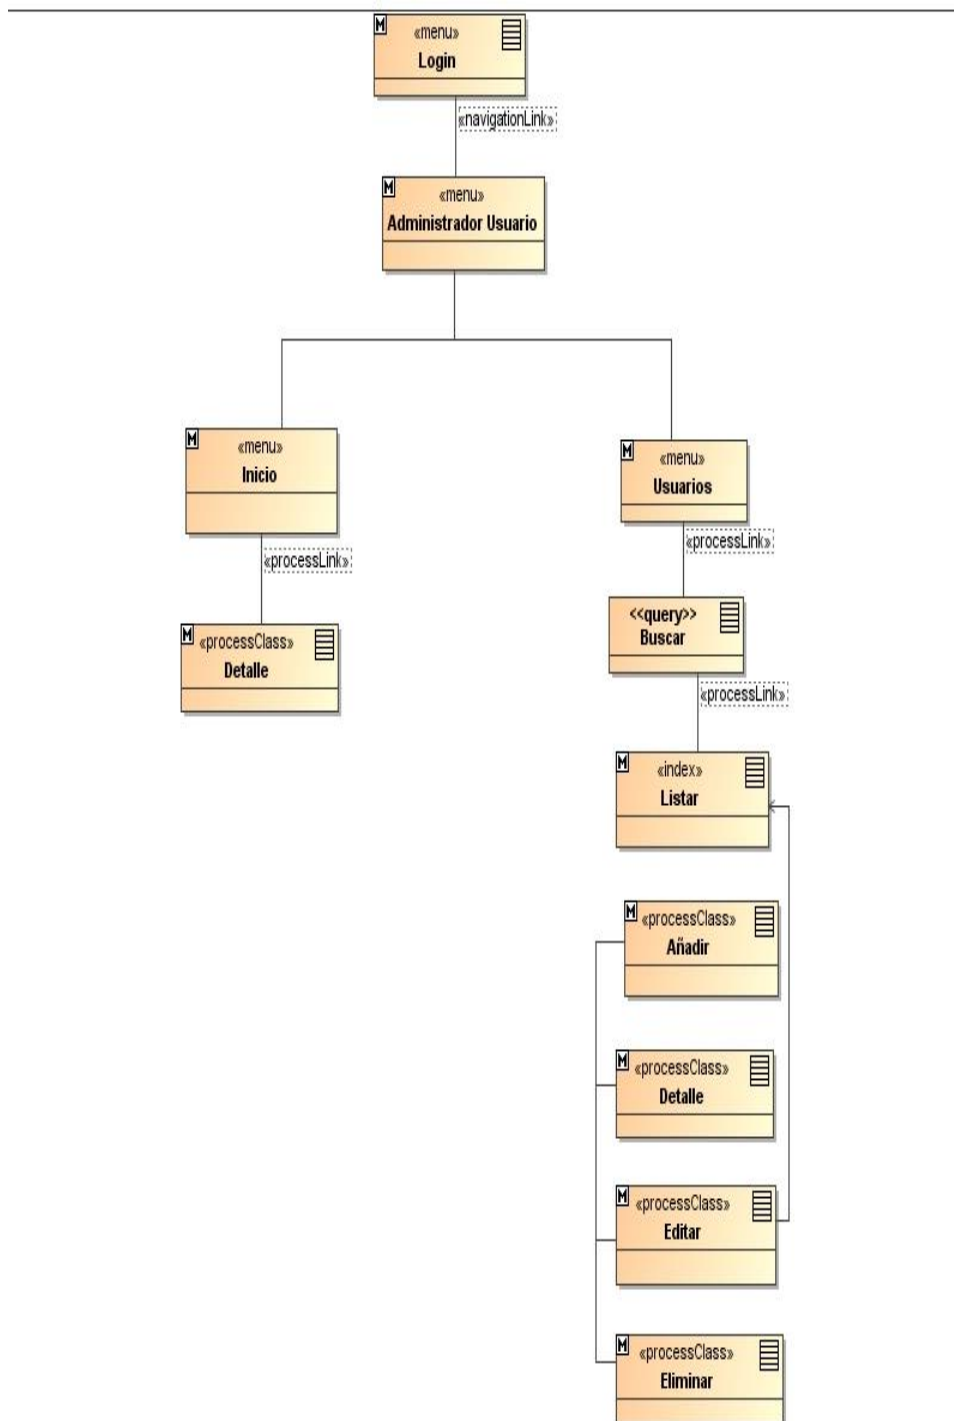 «menu»
Login
«navigationLink»
«menu»
Administrador Usuario
«menu»
Inicio
«menu»
Usuarios
«processLink»
«processLink»
«processClass»
Detalle
<<query>>
Buscar
«processLink»
«index»
Listar
«processClass»
Añadir
«processClass»
Detalle
«processClass»
Editar
«processClass»
Eliminar